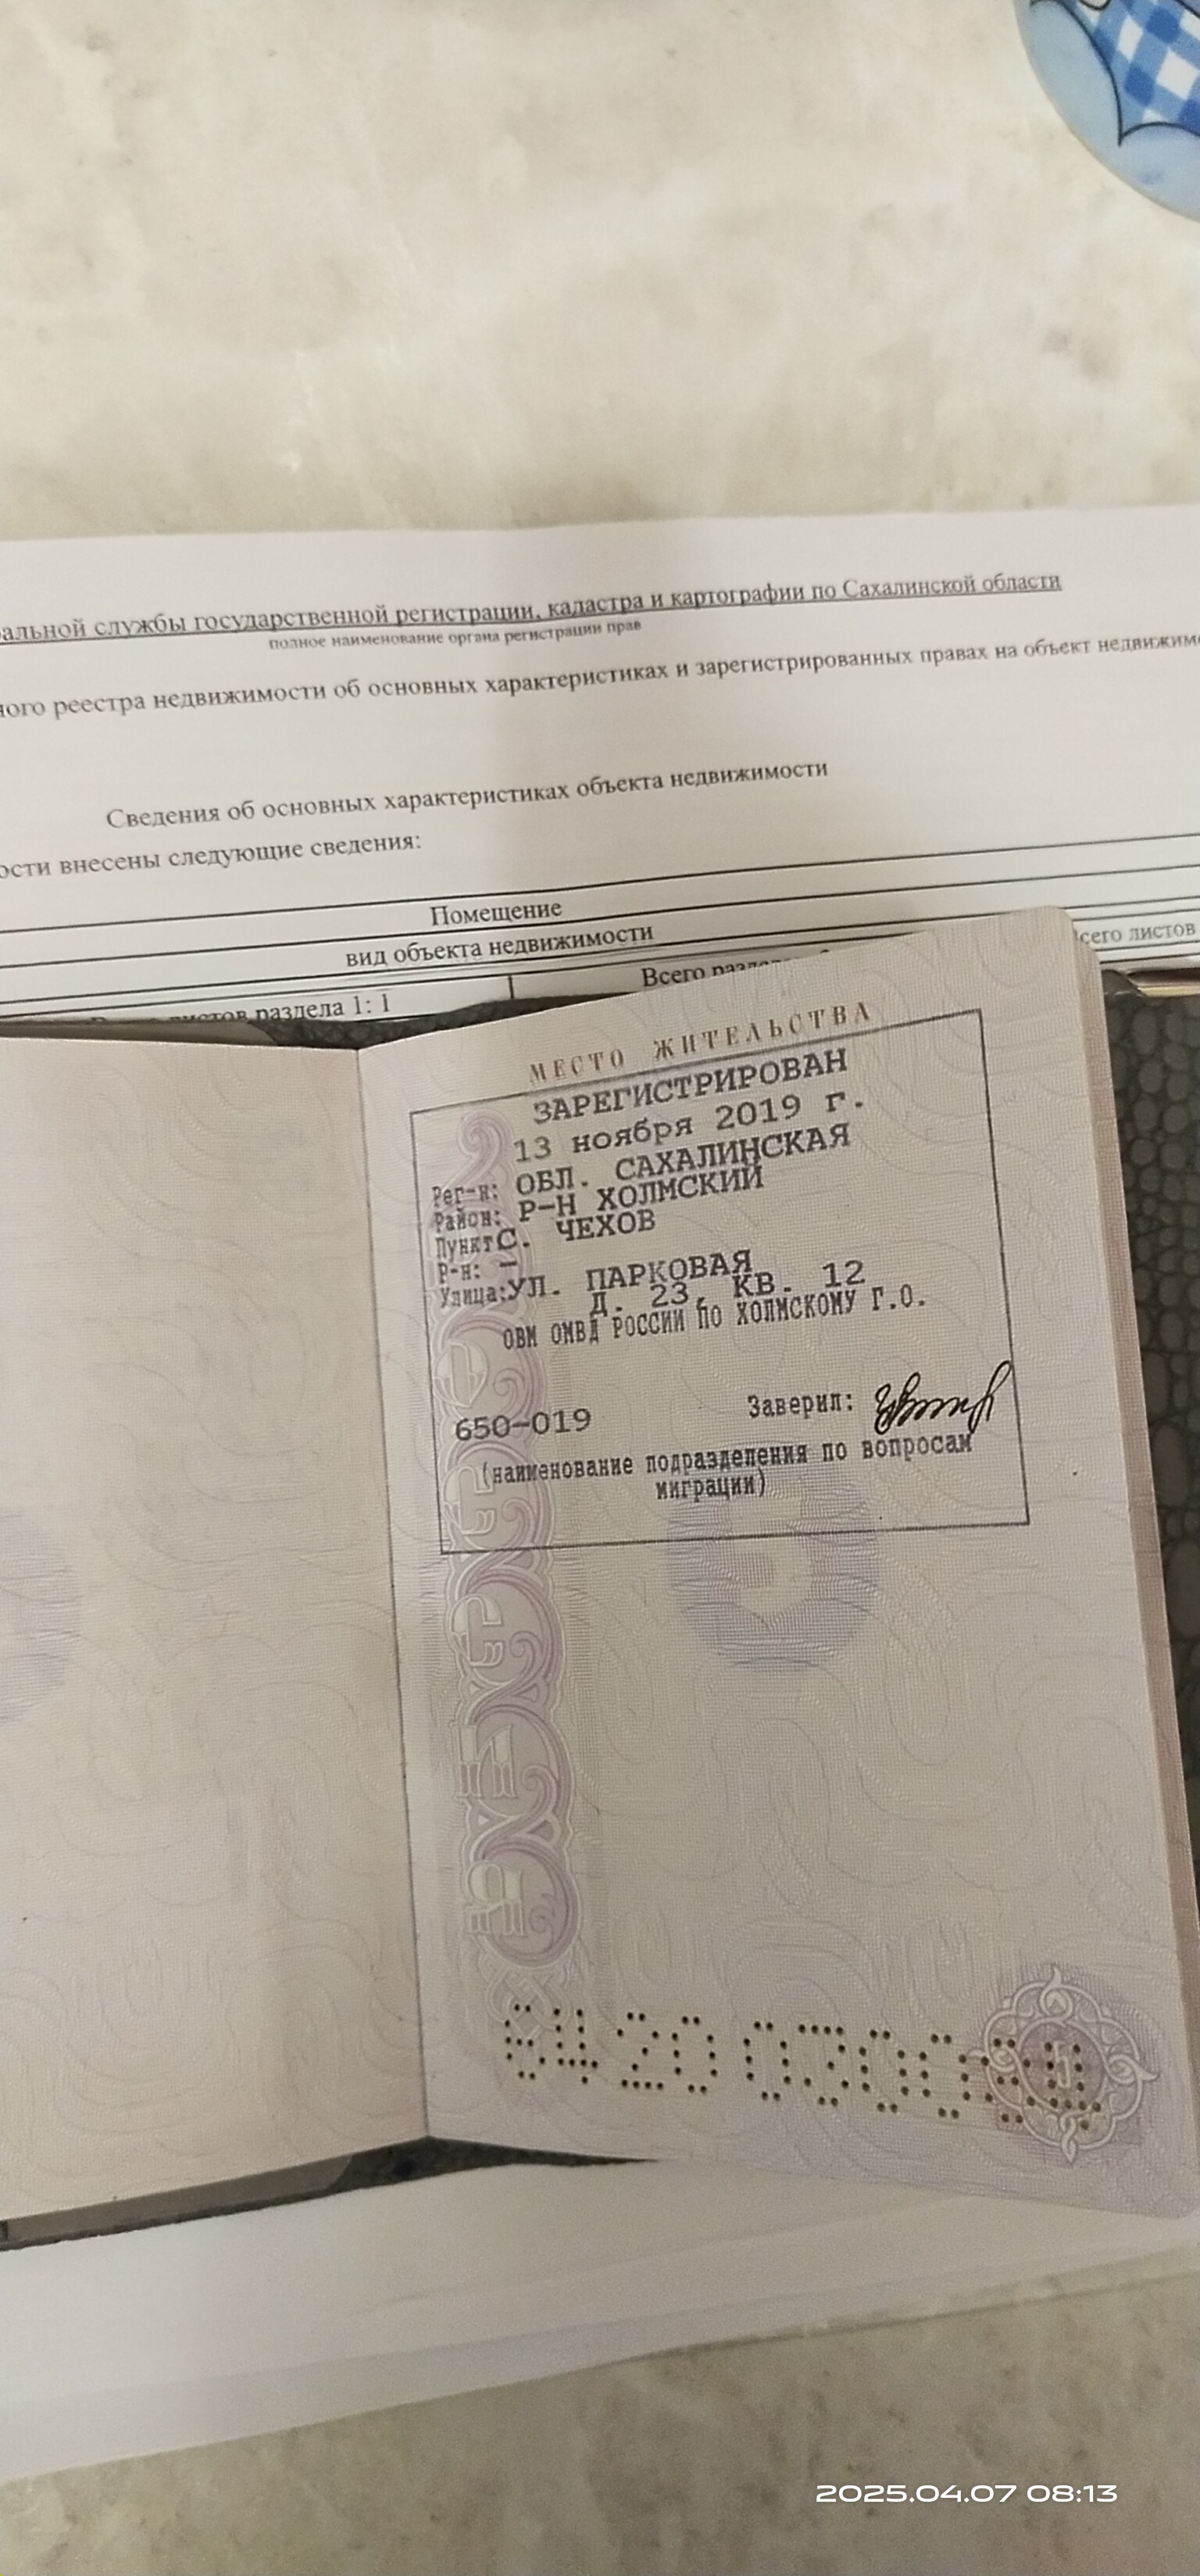 альной службы государственной регистрации, кадастра и картографии по Сахалинской области
полное наименование органа регистрации прав
ного реестра недвижимости об основных характеристиках и зарегистрированных правах на объект недвижимо
Сведения об основных характеристиках объекта недвижимости
ости внесены следующие сведения:
Помещение
вид объекта недвижимости
раздела 1: 1
Всего
сего листов
МЕСТО ЖИТЕЛЬСТВА
ЗАРЕГИСТРИРОВАН
13 ноября 2019 г.
Рег-н: ОБЛ. САХАЛИНСКАЯ
Район: Р-Н ХОЛМСКИЙ
Пункт С. ЧЕХОВ
Р-н: –
Улица: УЛ. ПАРКОВАЯ
Д. 23, КВ. 12
ОВМ ОМВД РОССИИ ПО ХОЛМСКОМУ Г.О.
650-019
Заверил:
(наименование подразделения по вопросам
миграции)
РОССИЯ
2025.04.07 08:13